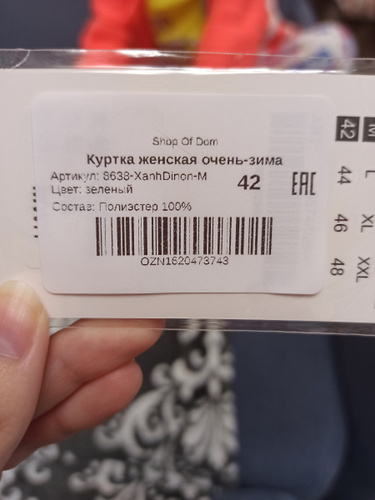 Shop Of Dom
Куртка женская очень-зима
Артикул: 8638-XanhDinon-M
Цвет: зеленый
42
EAC
Состав: Полиэстер 100%
OZN1620473743
42 M
44 L
46 XL
48 XXL